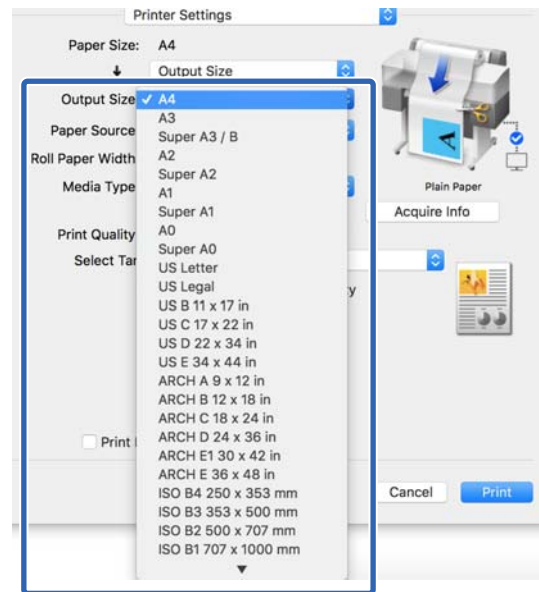 Printer Settings
Paper Size: A4
Output Size
Output Size ✓ A4
A3
Paper Source
Super A3 / B
Roll Paper Width
A2
Super A2
Media Type
A1
Plain Paper
Super A1
Acquire Info
Print Quality
A0
Super A0
Select Tar
US Letter
US Legal
y
US B 11 x 17 in
US C 17 x 22 in
US D 22 x 34 in
US E 34 x 44 in
ARCH A 9 x 12 in
ARCH B 12 x 18 in
ARCH C 18 x 24 in
ARCH D 24 x 36 in
Print
ARCH E1 30 x 42 in
ARCH E 36 x 48 in
ISO B4 250 x 353 mm
Cancel Print
ISO B3 353 x 500 mm
ISO B2 500 x 707 mm
ISO B1 707 x 1000 mm